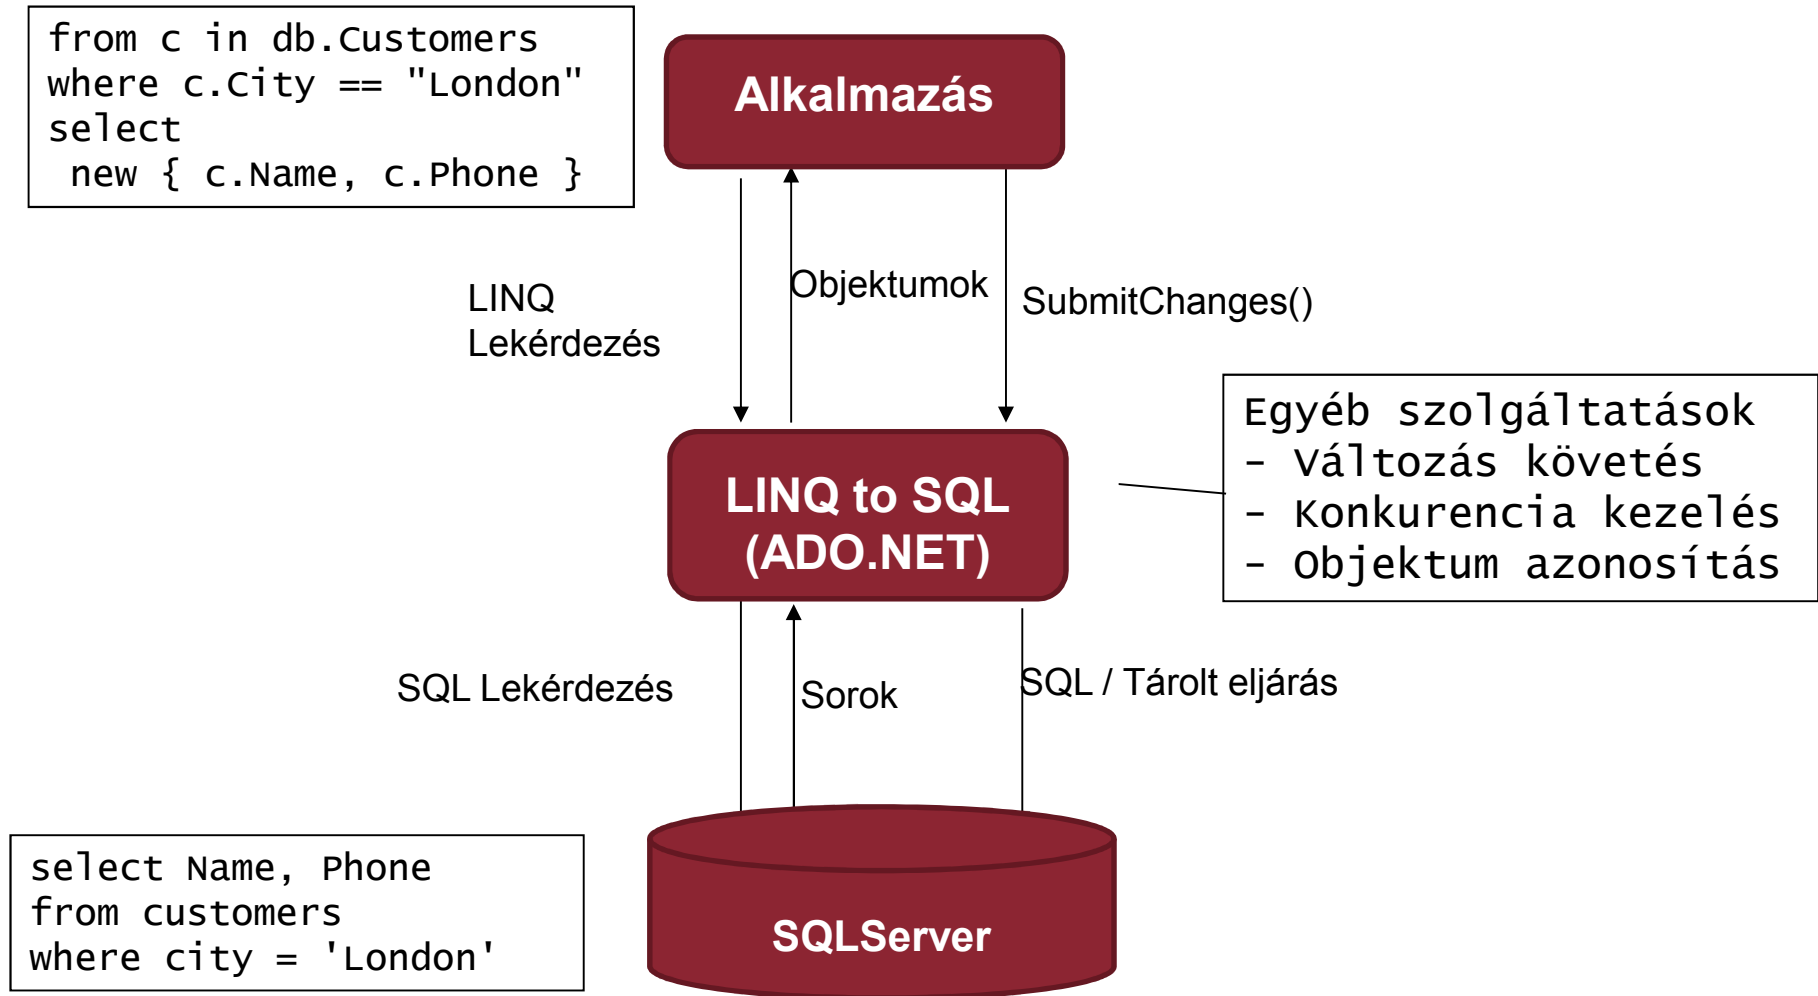 from c in db.Customers
where c.City == "London"
select
new { c.Name, c.Phone }
Alkalmazás
LINQ
Lekérdezés
Objektumok
SubmitChanges()
LINQ to SQL
(ADO.NET)
Egyéb szolgáltatások
- Változás követés
- Konkurencia kezelés
- Objektum azonosítás
SQL Lekérdezés
Sorok
SQL / Tárolt eljárás
select Name, Phone
from customers
where city = 'London'
SQLServer